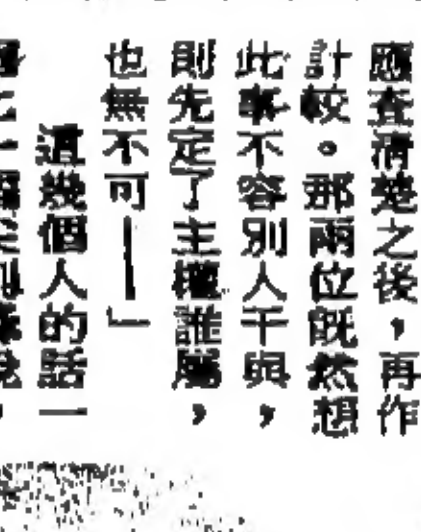 應查清楚之後，再作
計較。那兩位既然想
此事不容別人干與，
則先定了主權誰屬，
也無不可——」
這幾個人的話一